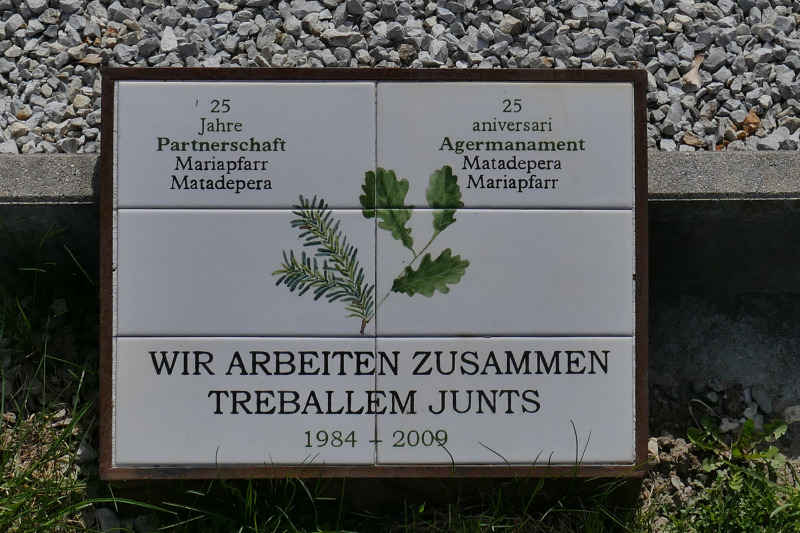 25
Jahre
Partnerschaft
Mariapfarr
Matadepera
25
aniversari
Agermanament
Matadepera
Mariapfarr
WIR ARBEITEN ZUSAMMEN
TREBALLEM JUNTS
1984 + 2009